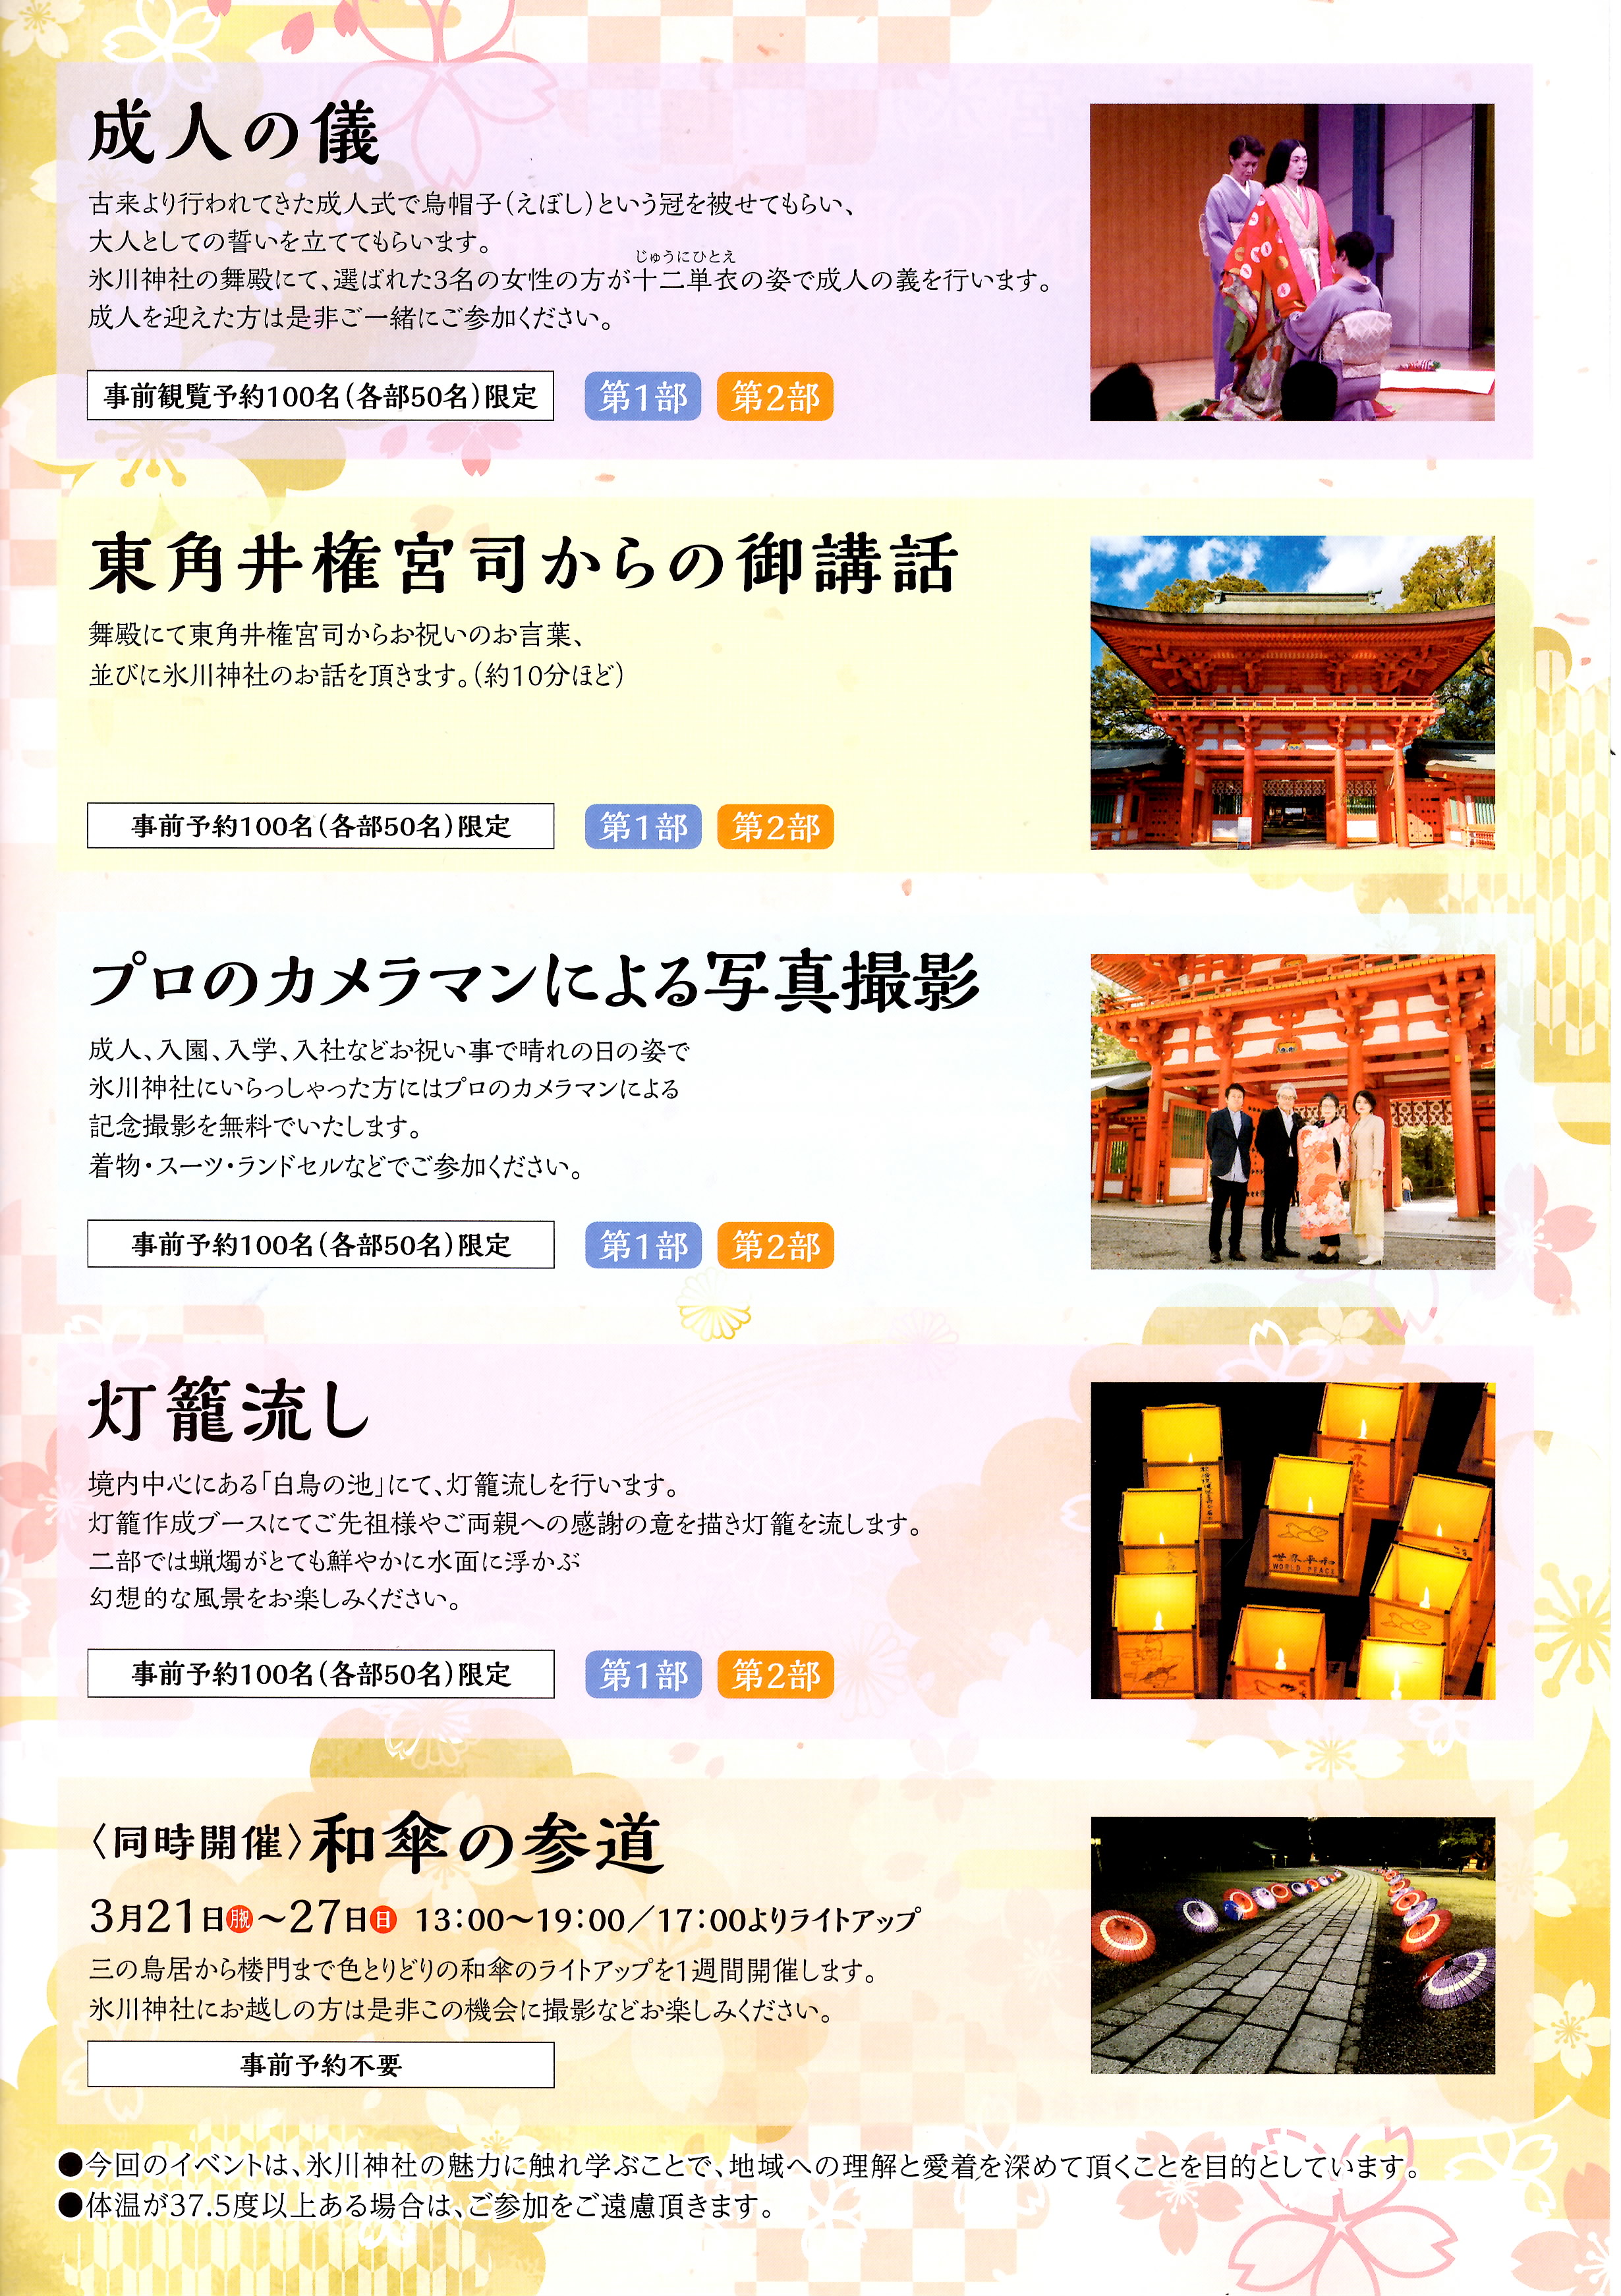 成人の儀
古来より行われてきた成人式で烏帽子(えぼし)という冠を被せてもらい、
大人としての誓いを立ててもらいます。
じゅうにひとえ
氷川神社の舞殿にて、選ばれた3名の女性の方が十二単衣の姿で成人の義を行います。
成人を迎えた方は是非ご一緒にご参加ください。
事前観覧予約100名(各部50名)限定 第1部 第2部
東角井権宮司からの御講話
舞殿にて東角井権宮司からお祝いのお言葉、
並びに氷川神社のお話を頂きます。(約10分ほど)
事前予約100名(各部50名)限定 第1部 第2部
プロのカメラマンによる写真撮影
成人、入園、入学、入社などお祝い事で晴れの日の姿で
氷川神社にいらっしゃった方にはプロのカメラマンによる
記念撮影を無料でいたします。
着物・スーツ・ランドセルなどでご参加ください。
事前予約100名(各部50名)限定 第1部 第2部
灯籠流し
境内中心にある「白鳥の池」にて、灯籠流しを行います。
灯籠作成ブースにてご先祖様やご両親への感謝の意を描き灯籠を流します。
二部では蝋燭がとても鮮やかに水面に浮かぶ
幻想的な風景をお楽しみください。
世界平和
WORLD PEACE
事前予約100名(各部50名)限定 第1部 第2部
〈同時開催〉和傘の参道
3月21日月祝〜27日日 13:00〜19:00/17:00よりライトアップ
三の鳥居から楼門まで色とりどりの和傘のライトアップを1週間開催します。
氷川神社にお越しの方は是非この機会に撮影などお楽しみください。
事前予約不要
●今回のイベントは、氷川神社の魅力に触れ学ぶことで、地域への理解と愛着を深めて頂くことを目的としています。
●体温が37.5度以上ある場合は、ご参加をご遠慮頂きます。